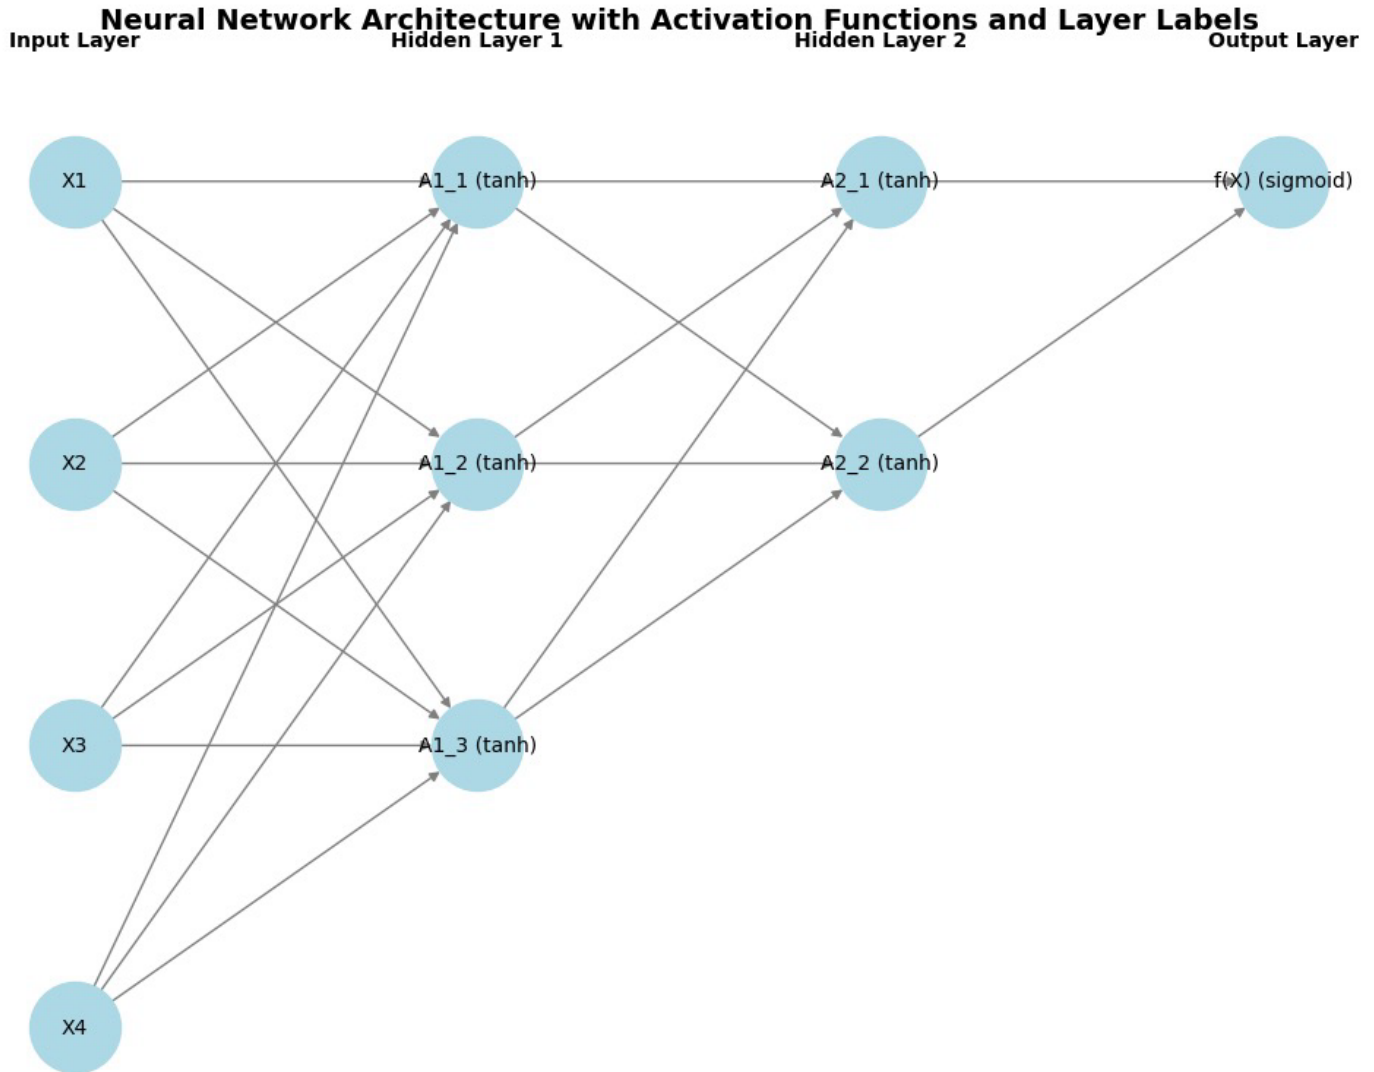 Neural Network Architecture with Activation Functions and Layer Labels
Input Layer
Hidden Layer 1
Hidden Layer 2
Output Layer
X1
A1_1 (tanh)
A2_1 (tanh)
f(X) (sigmoid)
X2
A1_2 (tanh)
A2_2 (tanh)
X3
A1_3 (tanh)
X4